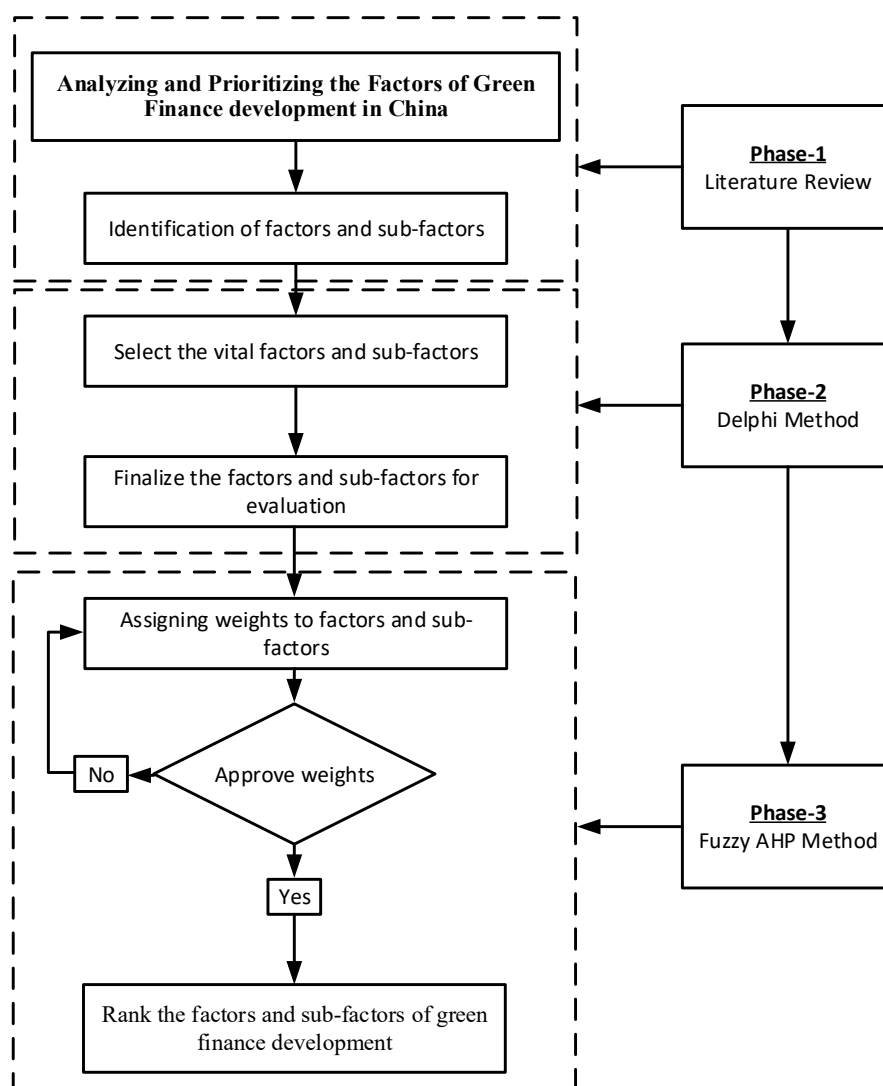 Analyzing and Prioritizing the Factors of Green
Finance development in China
Identification of factors and sub-factors
Phase-1
Literature Review
Select the vital factors and sub-factors
Finalize the factors and sub-factors for
evaluation
Phase-2
Delphi Method
Assigning weights to factors and sub-
factors
Approve weights
No
Yes
Rank the factors and sub-factors of green
finance development
Phase-3
Fuzzy AHP Method